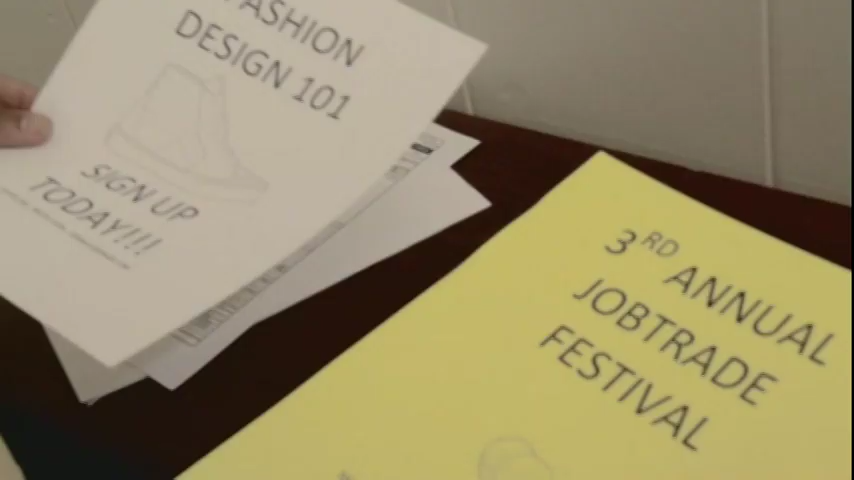 FASHION
DESIGN 101
SIGN UP
TODAY!!!
3RD ANNUAL
JOBTRADE
FESTIVAL